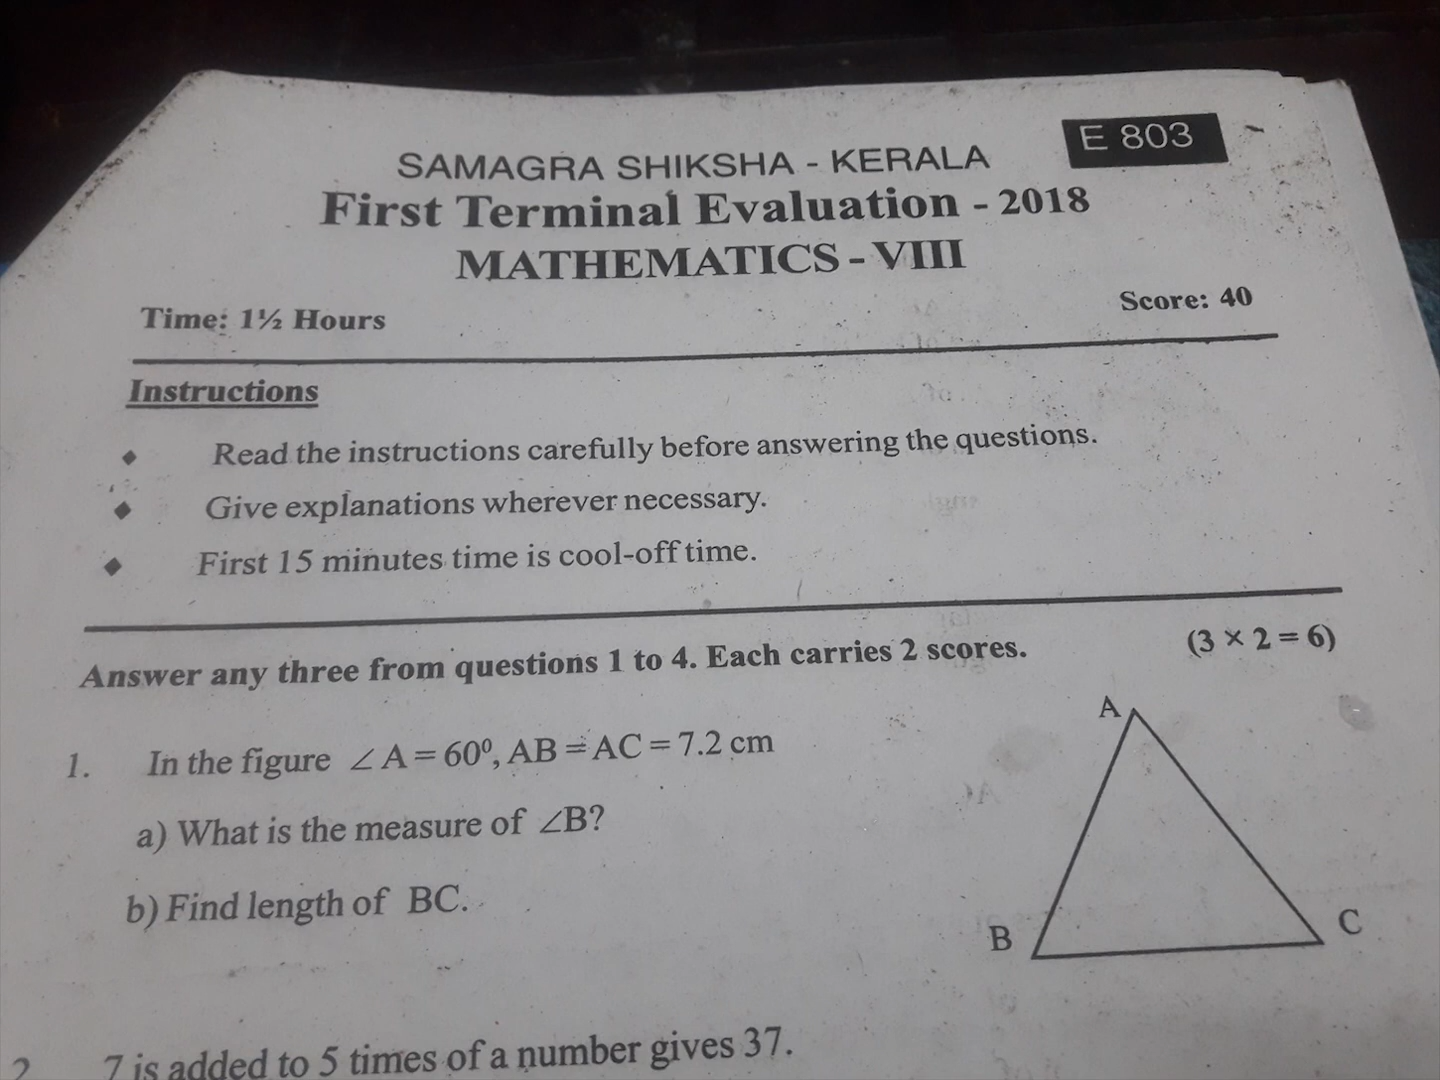 E 803
SAMAGRA SHIKSHA - KERALA
First Terminal Evaluation - 2018
MATHEMATICS - VIII
Time: 1½ Hours
Score: 40
Instructions
♦ Read the instructions carefully before answering the questions.
♦ Give explanations wherever necessary.
♦ First 15 minutes time is cool-off time.
Answer any three from questions 1 to 4. Each carries 2 scores. (3 × 2 = 6)
1. In the figure ∠A = 60⁰, AB = AC = 7.2 cm
a) What is the measure of ∠B?
b) Find length of BC.
A
B
C
2 7 is added to 5 times of a number gives 37.